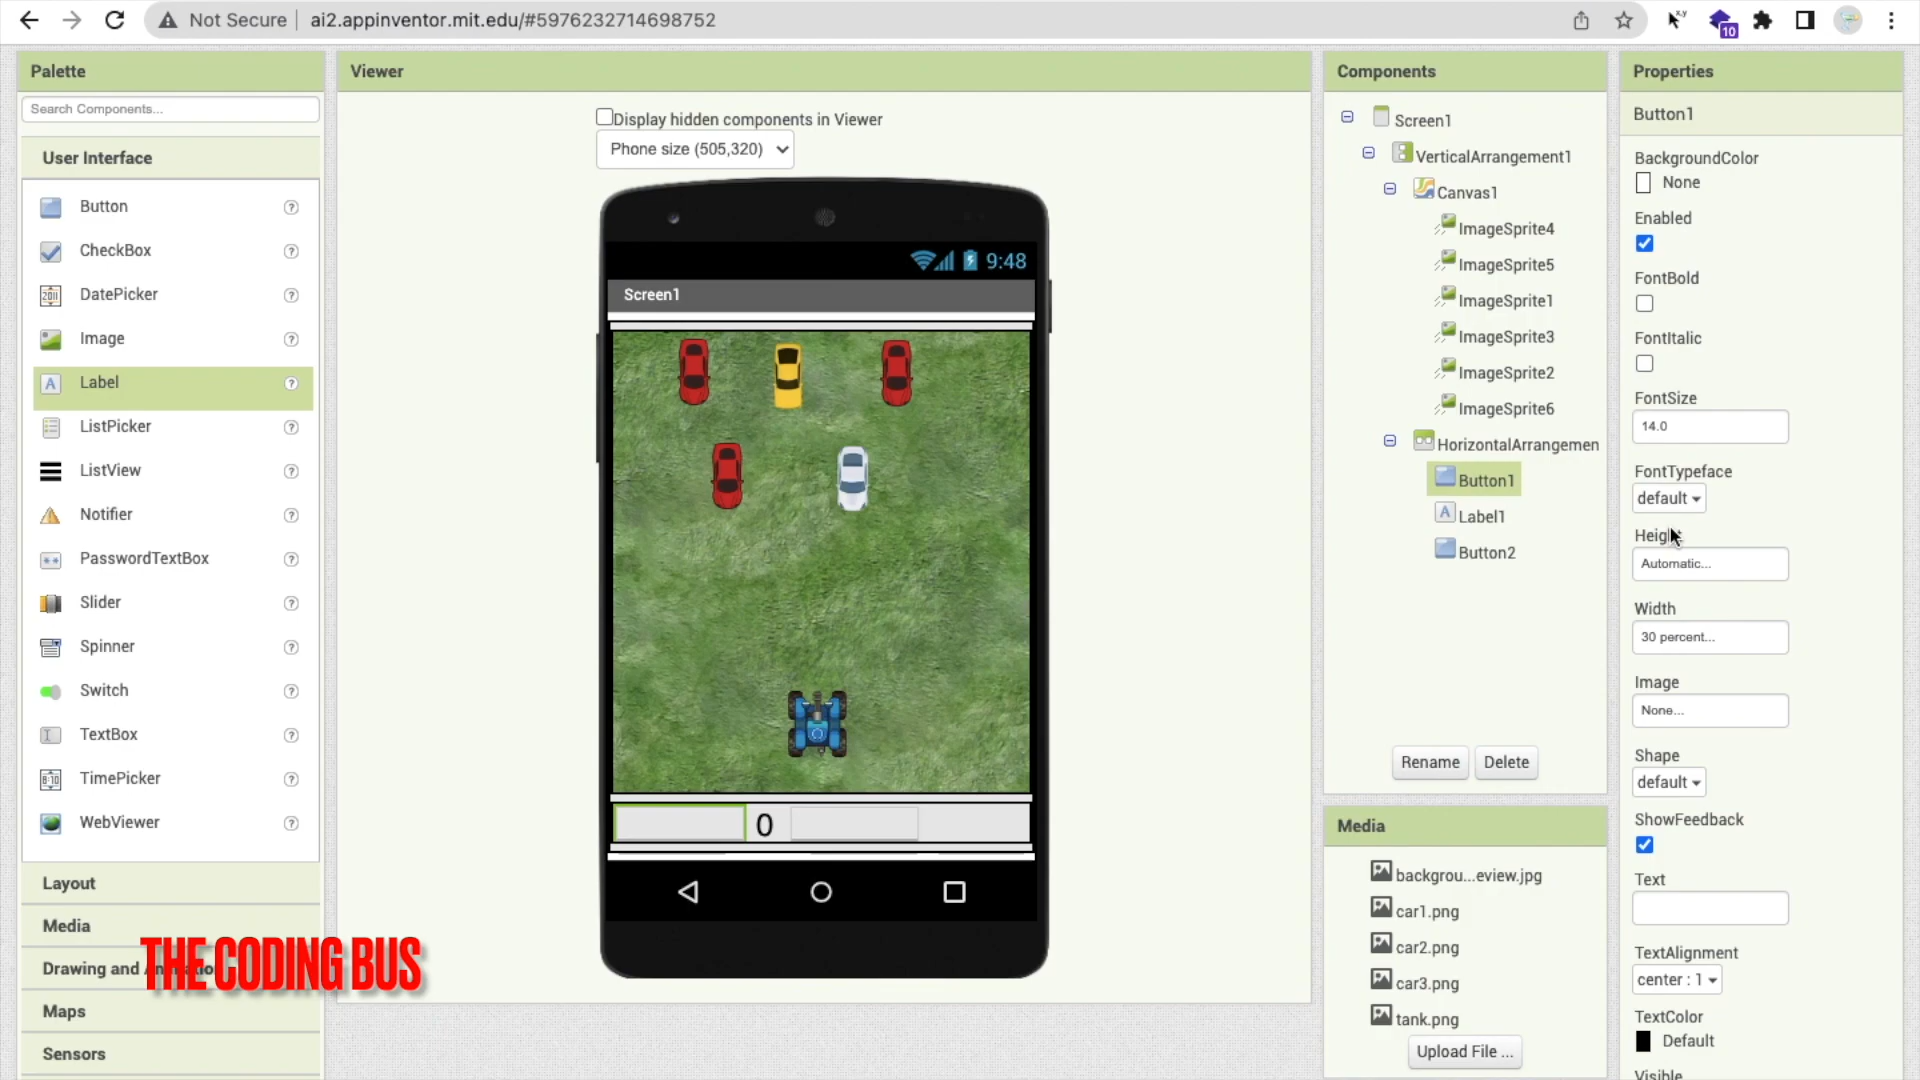 Not Secure
ai2.appinventor.mit.edu/#5976232714698752
10
Palette
Search Components...
User Interface
Button
CheckBox
DatePicker
Image
Label
ListPicker
ListView
Notifier
PasswordTextBox
Slider
Spinner
Switch
TextBox
TimePicker
WebViewer
Layout
Media
Drawing and
THE CODING BUS
Maps
Sensors
Viewer
Display hidden components in Viewer
Phone size (505,320)
9:48
Screen1
0
Components
Screen1
VerticalArrangement1
Canvas1
ImageSprite4
ImageSprite5
ImageSprite1
ImageSprite3
ImageSprite2
ImageSprite6
HorizontalArrangemen
Button1
Label1
Button2
Rename
Delete
Media
backgrou...eview.jpg
car1.png
car2.png
car3.png
tank.png
Upload File ...
Properties
Button1
BackgroundColor
None
Enabled
FontBold
FontItalic
FontSize
14.0
FontTypeface
default
Height
Automatic...
Width
30 percent...
Image
None...
Shape
default
ShowFeedback
Text
TextAlignment
center : 1
TextColor
Default
Visible